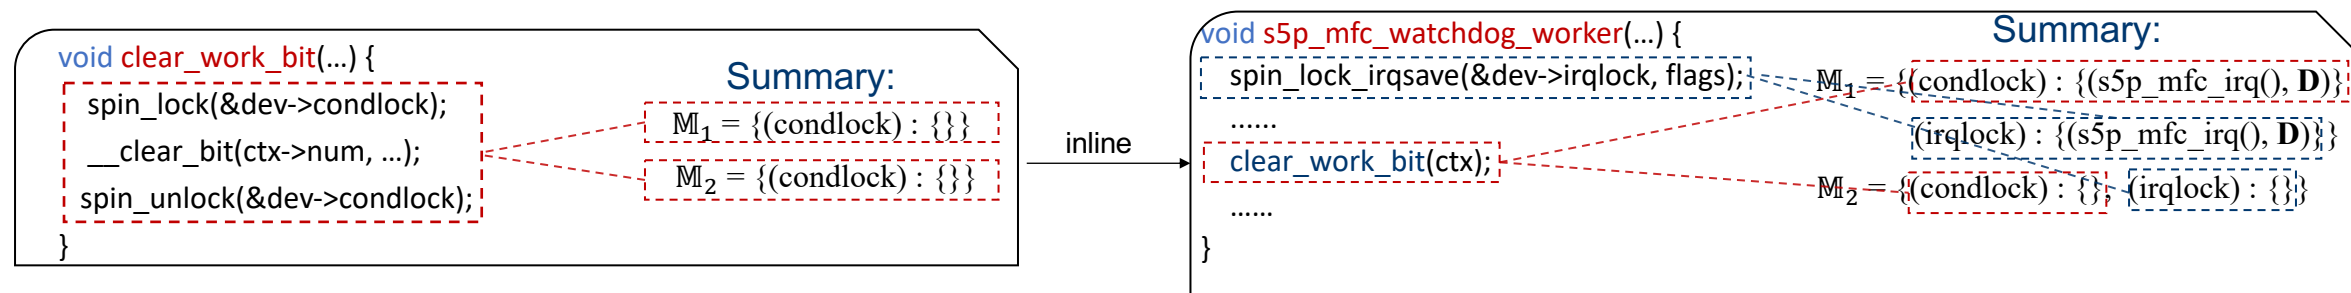 void clear_work_bit(...) {
spin_lock(&dev->condlock);
__clear_bit(ctx->num, ...);
spin_unlock(&dev->condlock);
}
Summary:
𝕄₁ = {(condlock) : {}}
𝕄₂ = {(condlock) : {}}
inline
void s5p_mfc_watchdog_worker(...) {
spin_lock_irqsave(&dev->irqlock, flags);
......
clear_work_bit(ctx);
......
}
Summary:
𝕄₁ = {(condlock) : {(s5p_mfc_irq(), D)}
(irqlock) : {(s5p_mfc_irq(), D)}}
𝕄₂ = {(condlock) : {}, (irqlock) : {}}